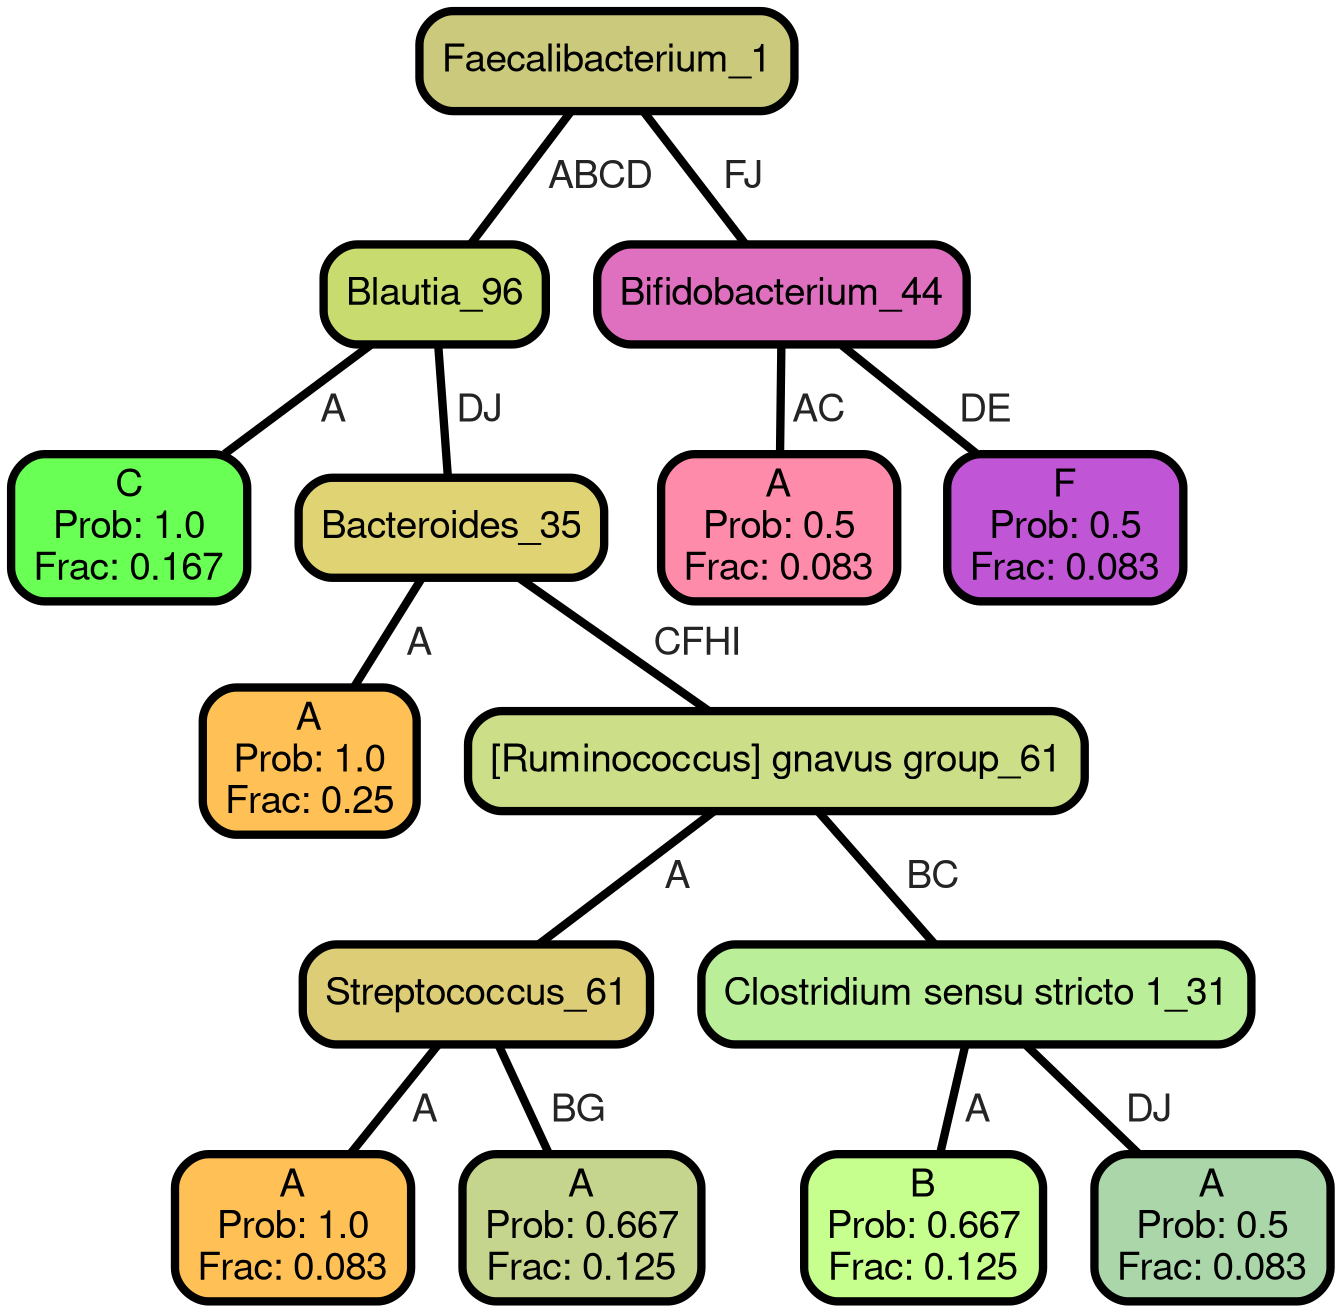 Faecalibacterium_1
ABCD
FJ
Blautia_96
Bifidobacterium_44
A
DJ
AC
DE
C
Prob: 1.0
Frac: 0.167
Bacteroides_35
A
Prob: 0.5
Frac: 0.083
F
Prob: 0.5
Frac: 0.083
A
CFHI
A
Prob: 1.0
Frac: 0.25
[Ruminococcus] gnavus group_61
A
BC
Streptococcus_61
Clostridium sensu stricto 1_31
A
BG
A
DJ
A
Prob: 1.0
Frac: 0.083
A
Prob: 0.667
Frac: 0.125
B
Prob: 0.667
Frac: 0.125
A
Prob: 0.5
Frac: 0.083